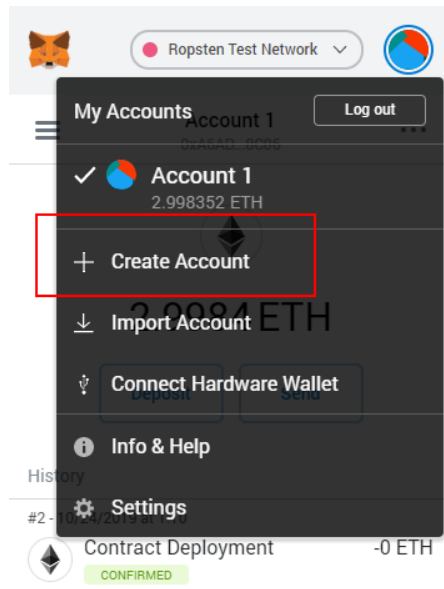 Ropsten Test Network
My Accounts
Log out
Account 1
0xA6AD...8C06
Account 1
2.998352 ETH
Create Account
2.9984 ETH
Import Account
Connect Hardware Wallet
Deposit
Send
Info & Help
History
Settings
#2 - 10/24/2019 at 1:10
Contract Deployment
-0 ETH
CONFIRMED